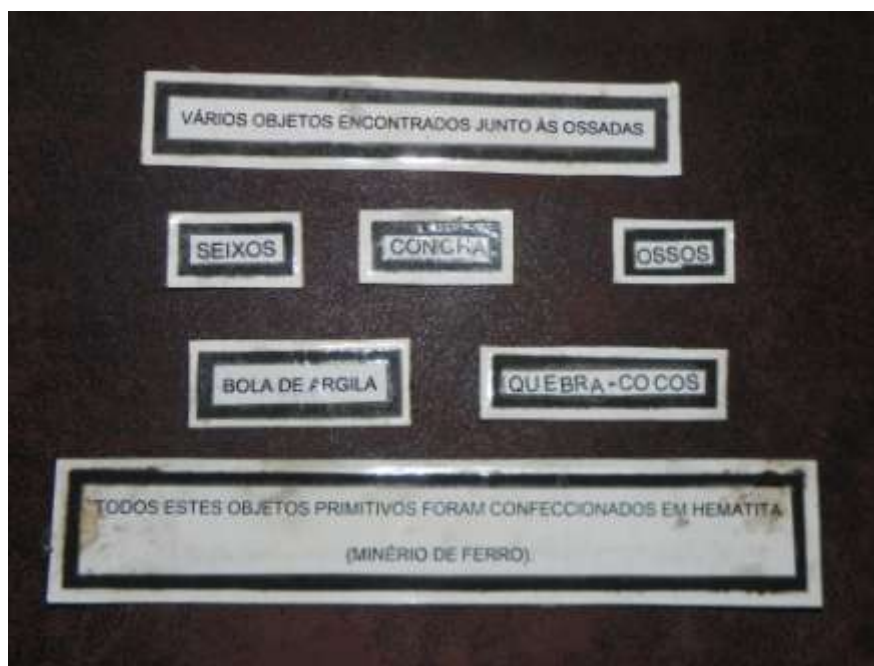 VÁRIOS OBJETOS ENCONTRADOS JUNTO ÀS OSSADAS
SEIXOS CONCHA OSSOS
BOLA DE ARGILA QUEBRA-COCOS
TODOS ESTES OBJETOS PRIMITIVOS FORAM CONFECCIONADOS EM HEMATITA
(MINÉRIO DE FERRO).